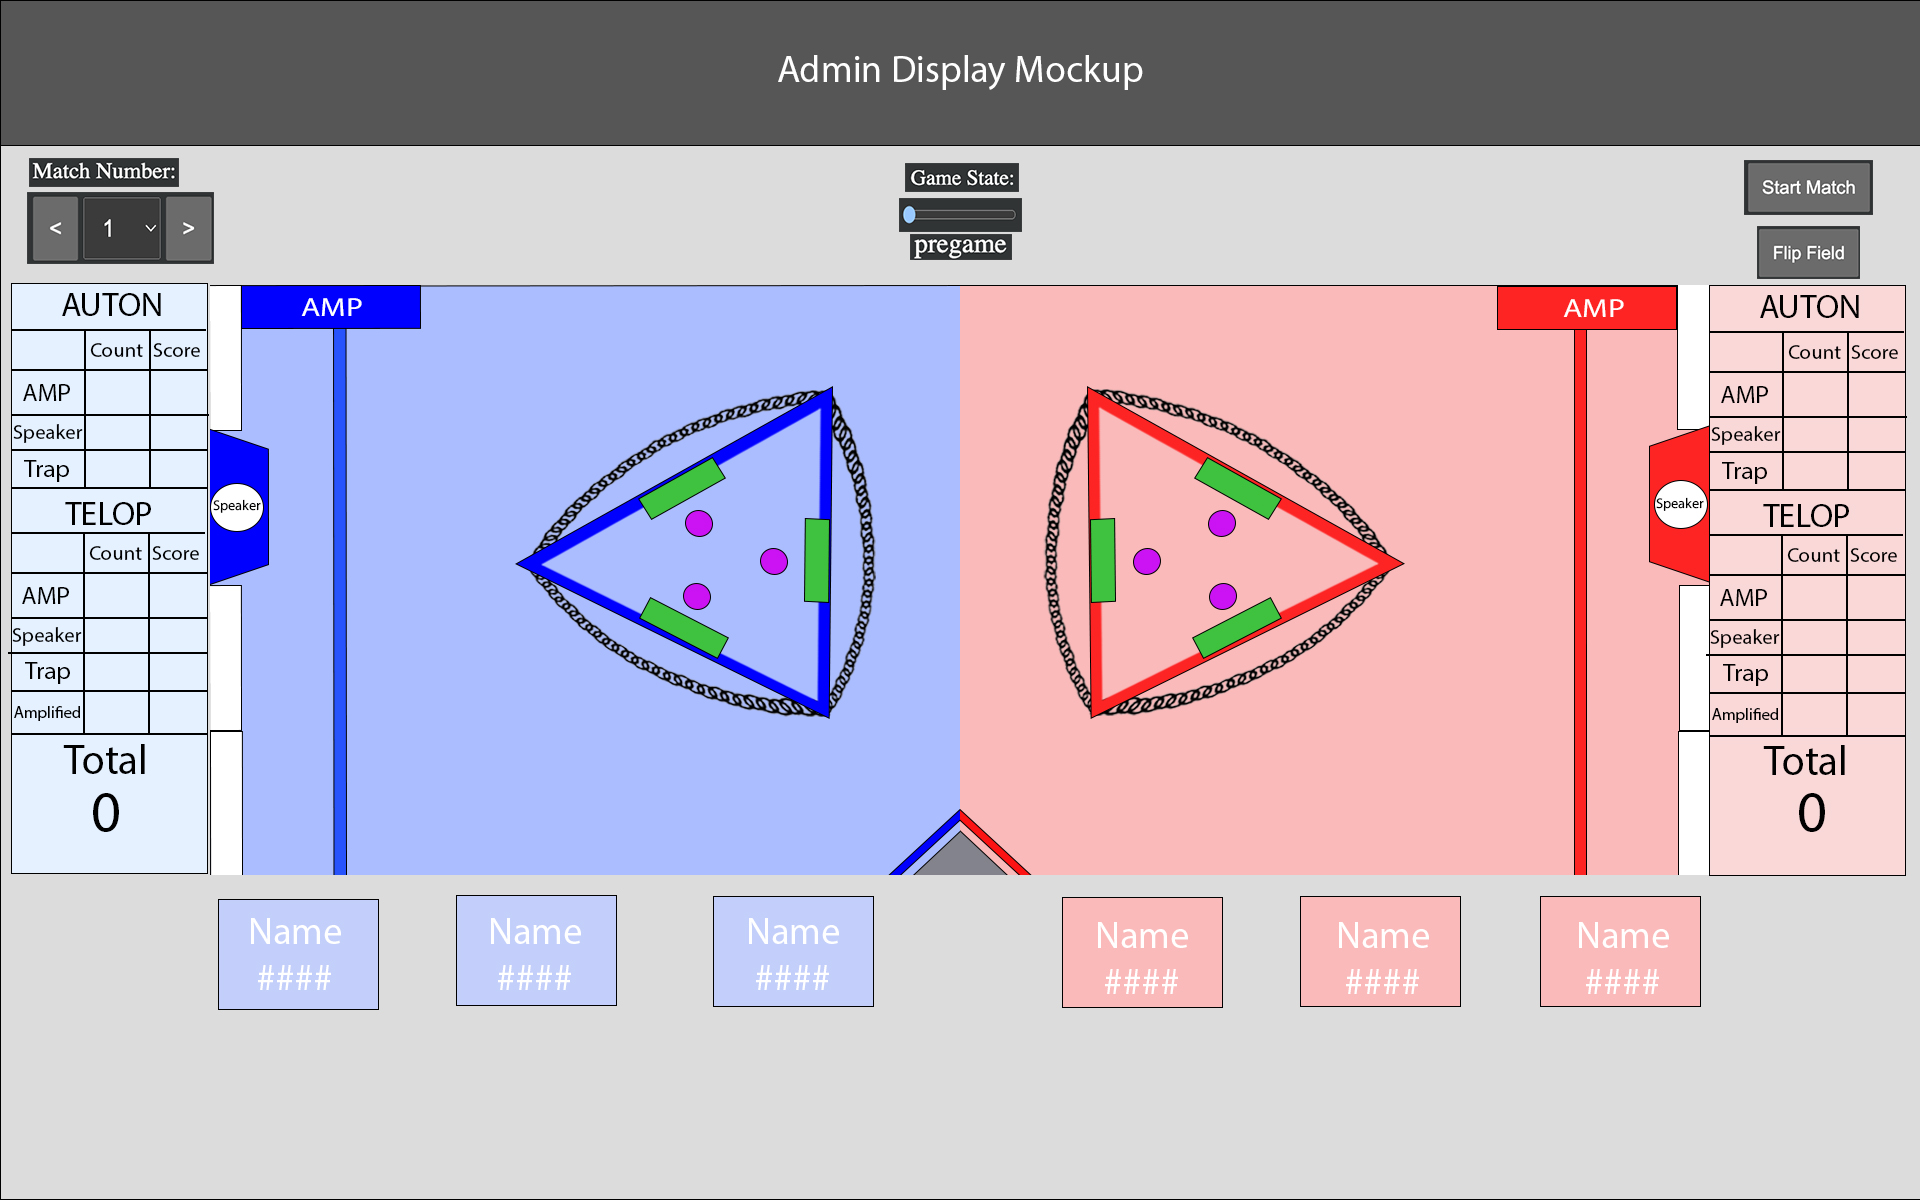 Admin Display Mockup
Match Number:
< 1 >
Game State:
pregame
Start Match
Flip Field
AUTON
Count Score
AMP
Speaker
Trap
TELOP
Count Score
AMP
Speaker
Trap
Amplified
Total
0
AMP
Speaker
AMP
Speaker
AUTON
Count Score
AMP
Speaker
Trap
TELOP
Count Score
AMP
Speaker
Trap
Amplified
Total
0
Name
####
Name
####
Name
####
Name
####
Name
####
Name
####